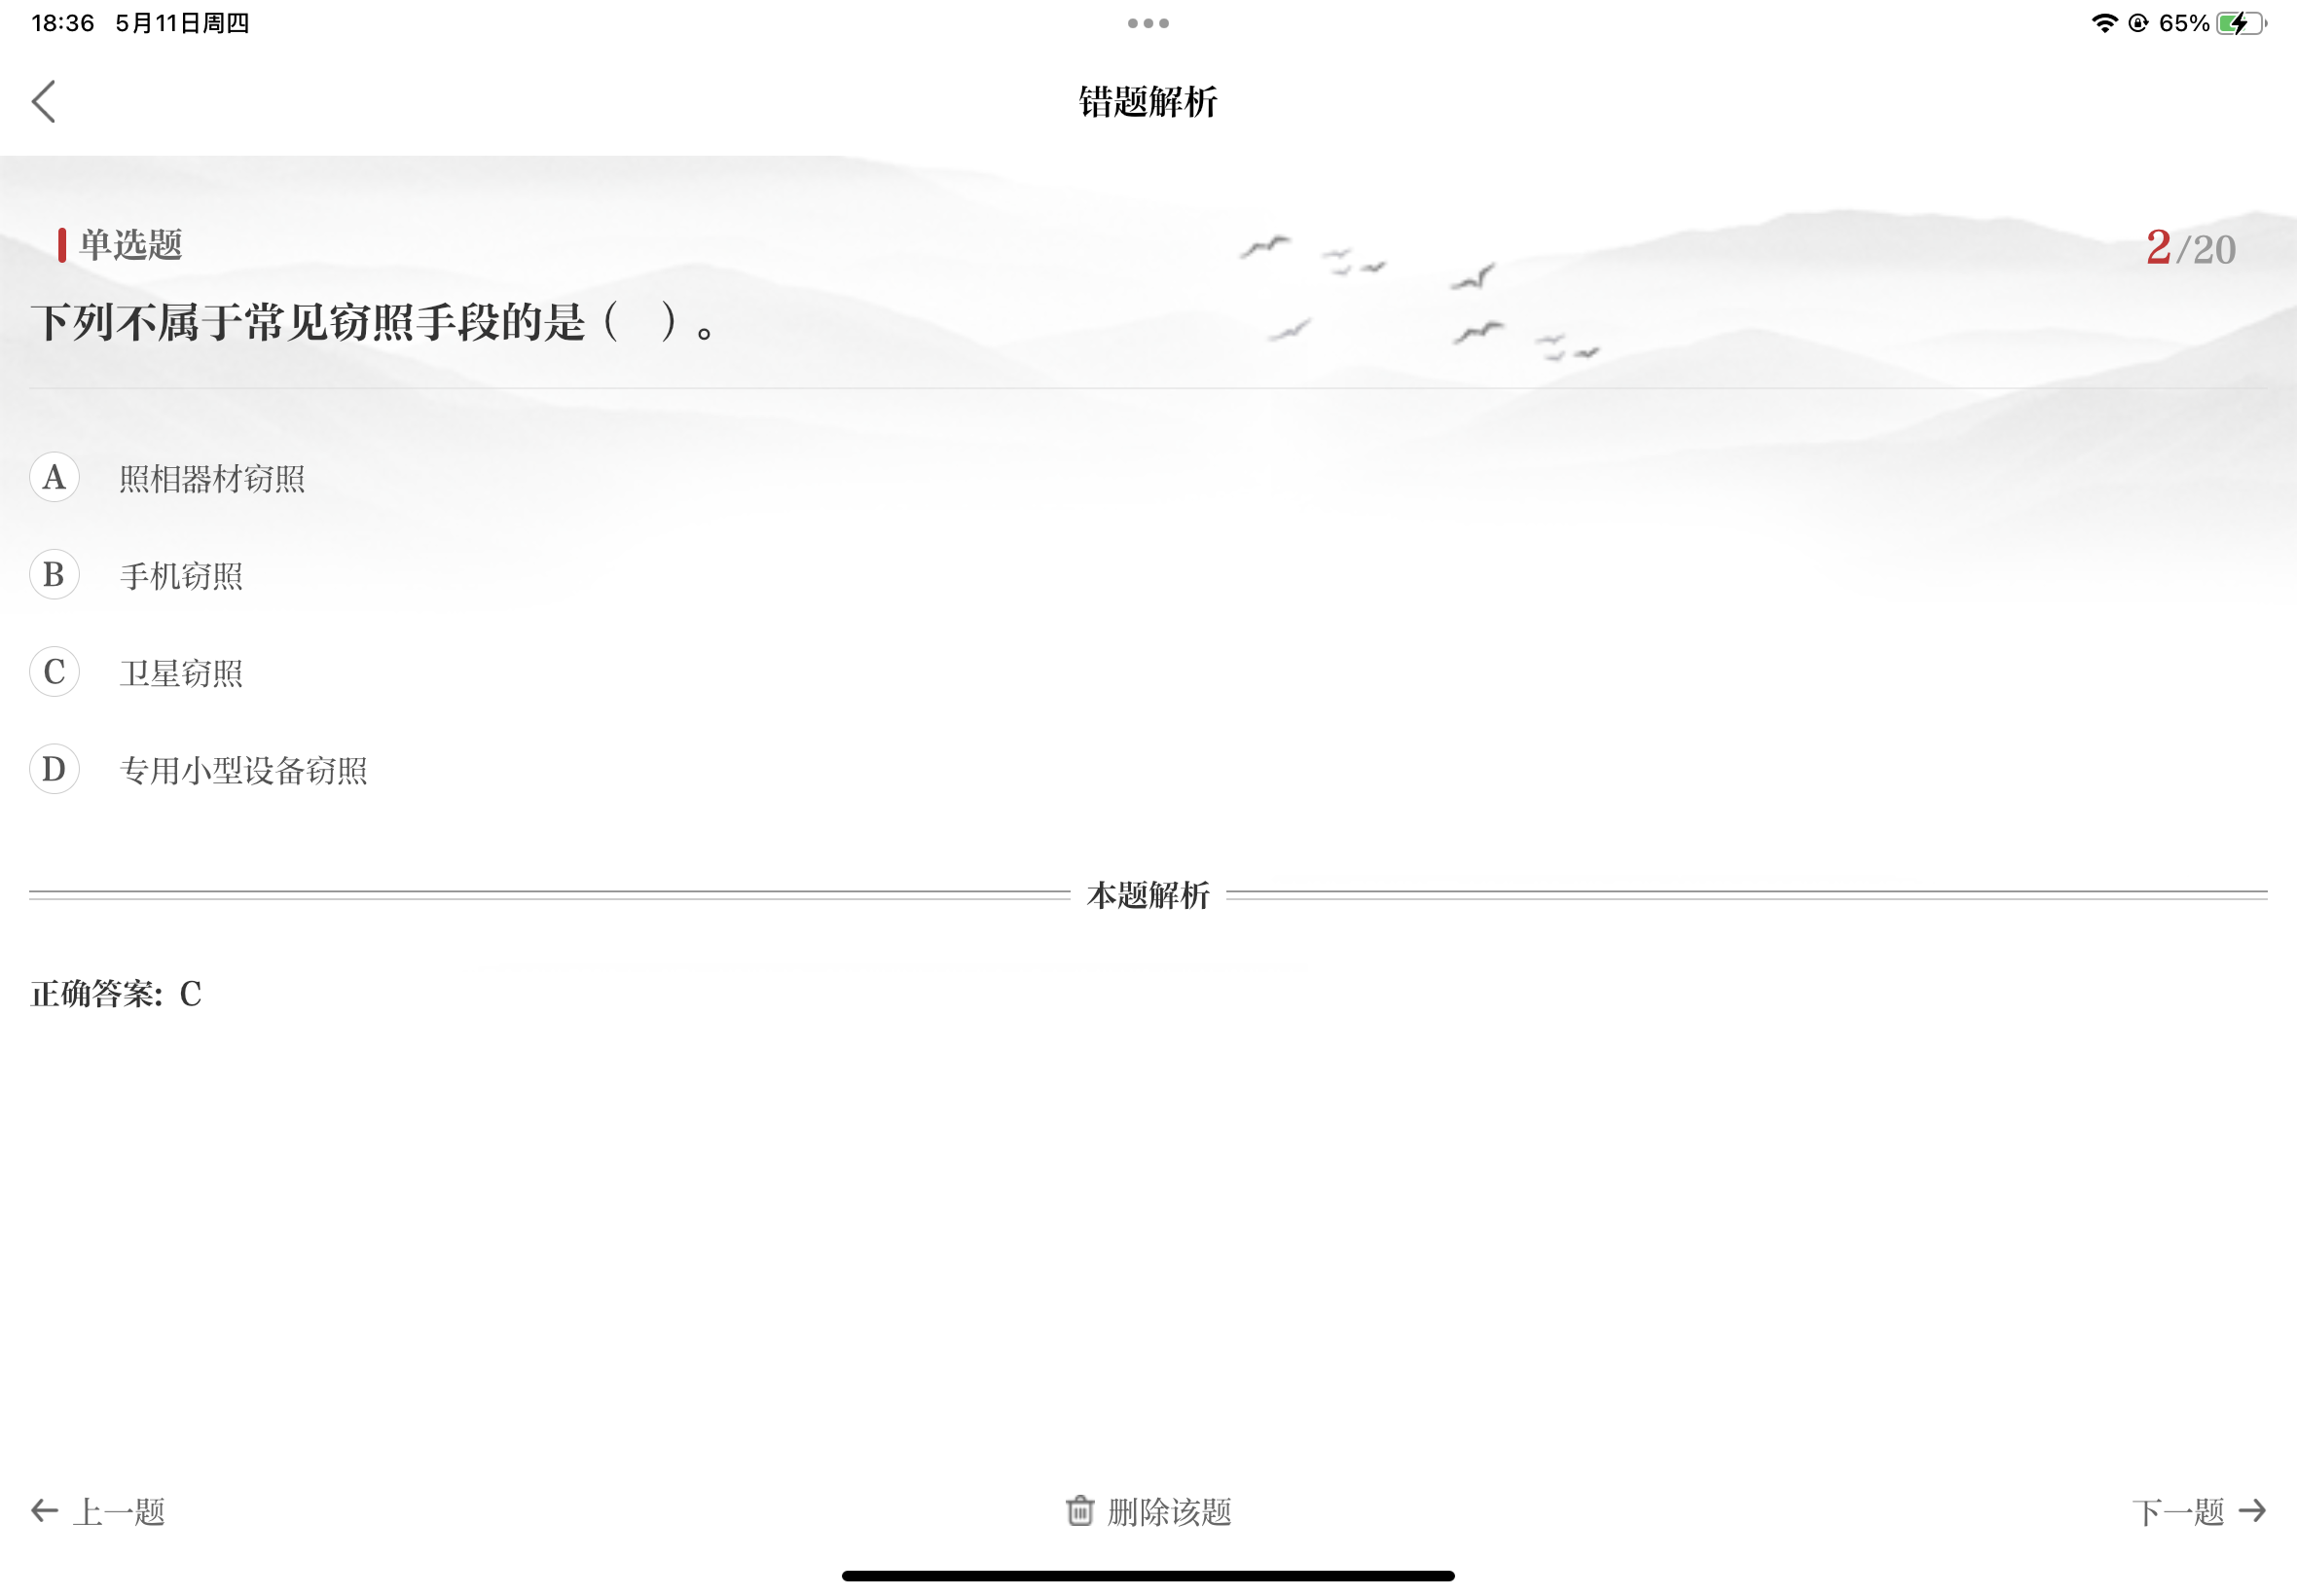 18:36 5月11日周四
65%
错题解析
单选题
2/20
下列不属于常见窃照手段的是（ ）。
A 照相器材窃照
B 手机窃照
C 卫星窃照
D 专用小型设备窃照
本题解析
正确答案: C
上一题
删除该题
下一题